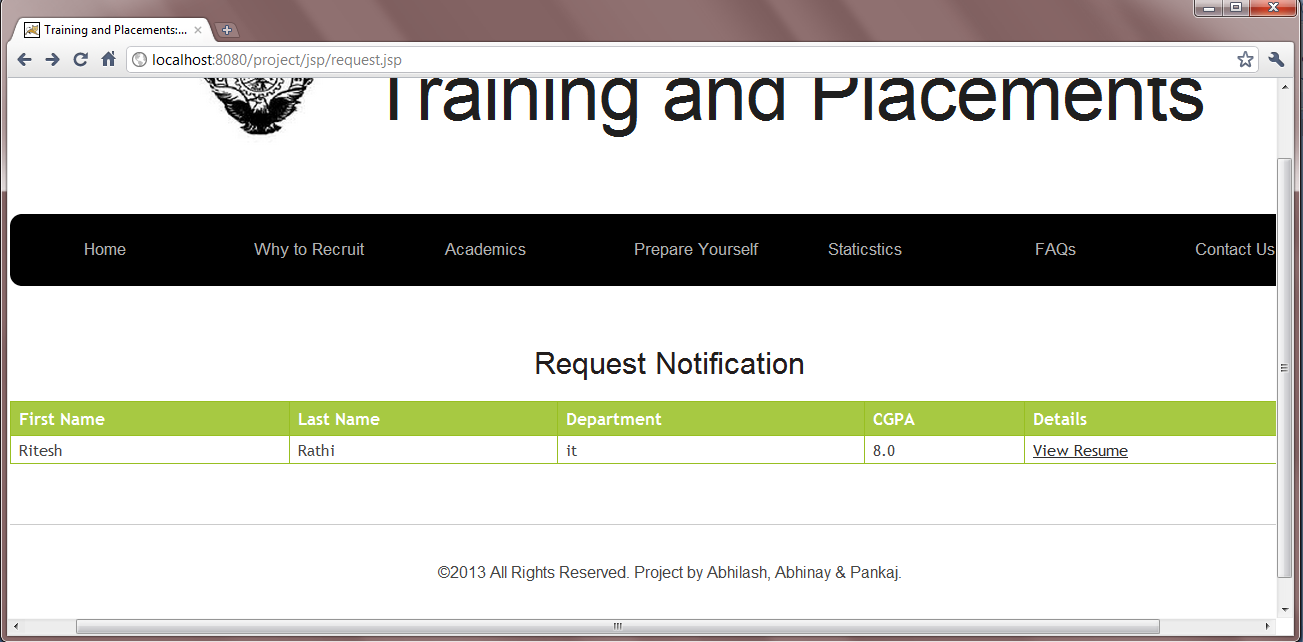 Training and Placements:...
localhost:8080/project/jsp/request.jsp
Training and Placements
Home Why to Recruit Academics Prepare Yourself Staticstics FAQs Contact Us
Request Notification
First Name Last Name Department CGPA Details
Ritesh Rathi it 8.0 View Resume
©2013 All Rights Reserved. Project by Abhilash, Abhinay & Pankaj.